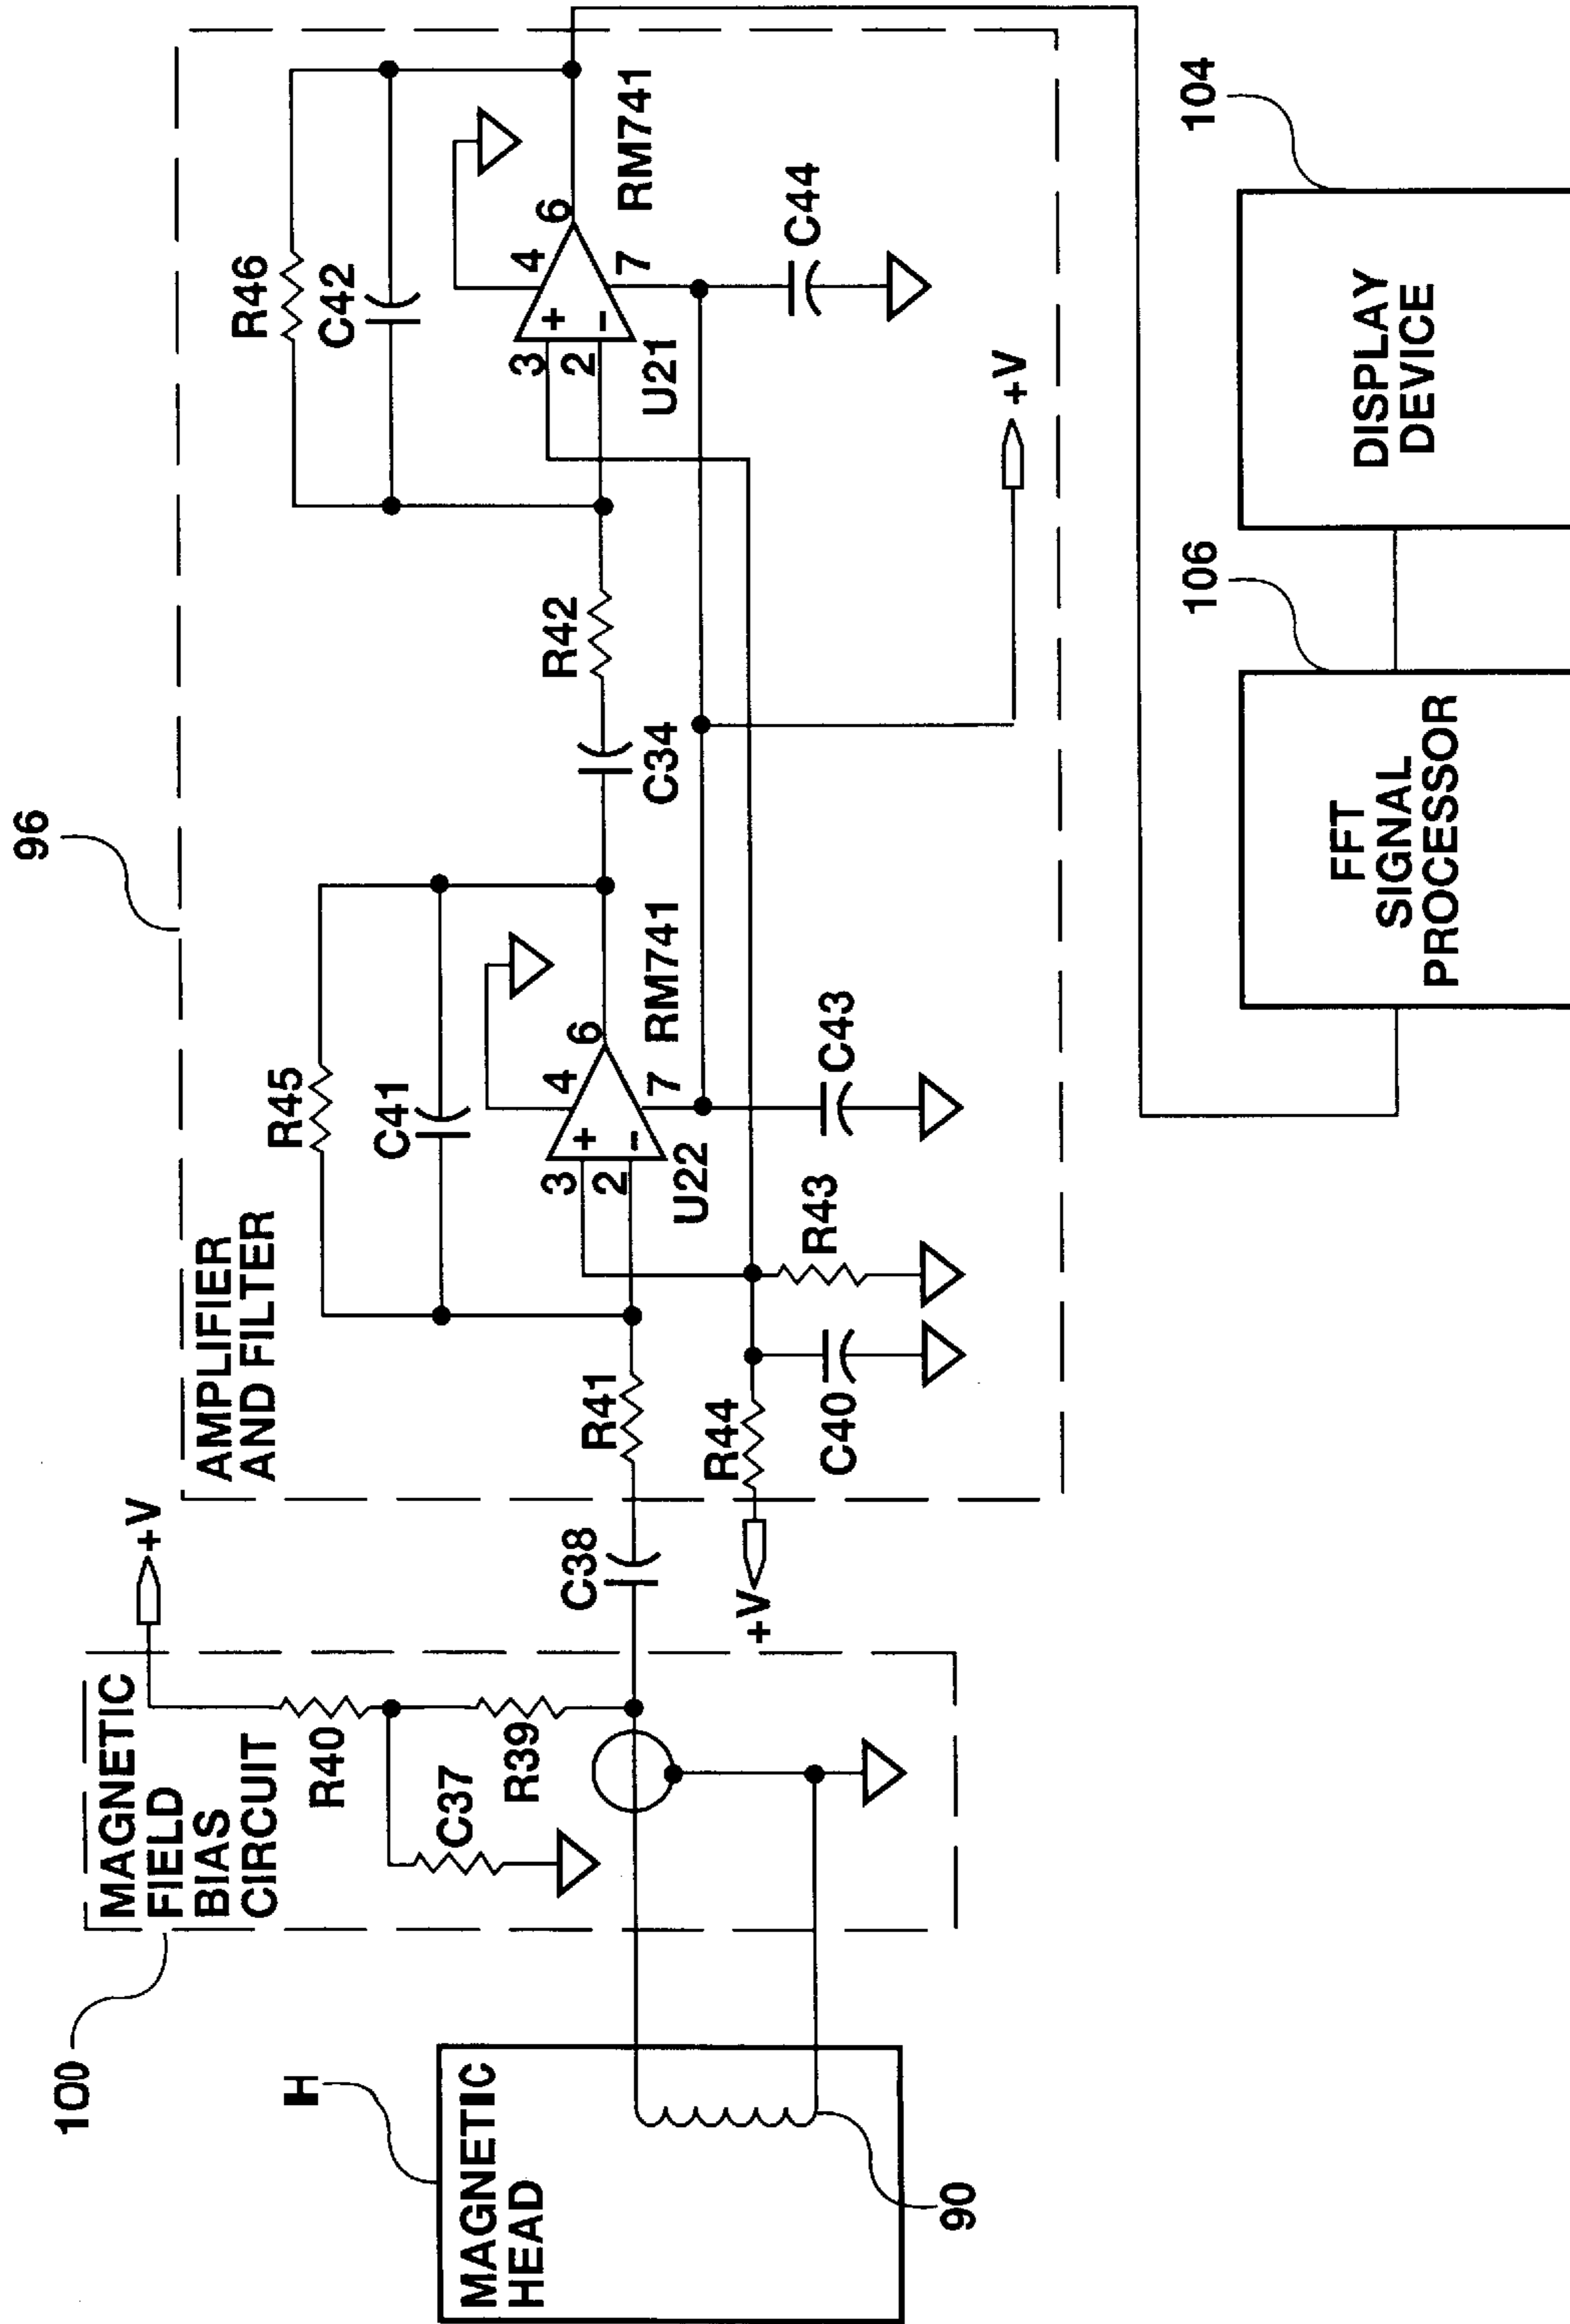 96
100
MAGNETIC
FIELD
BIAS
CIRCUIT
+V
R40
C37
R39
H
MAGNETIC
HEAD
90
C38
+V
AMPLIFIER
AND FILTER
R41
R44
C40
R43
R45
C41
3
2
+
-
4
6
7
U22
RM741
C43
C34
R42
R46
C42
3
2
+
-
4
6
7
U21
RM741
C44
+V
106
FFT
SIGNAL
PROCESSOR
104
DISPLAY
DEVICE